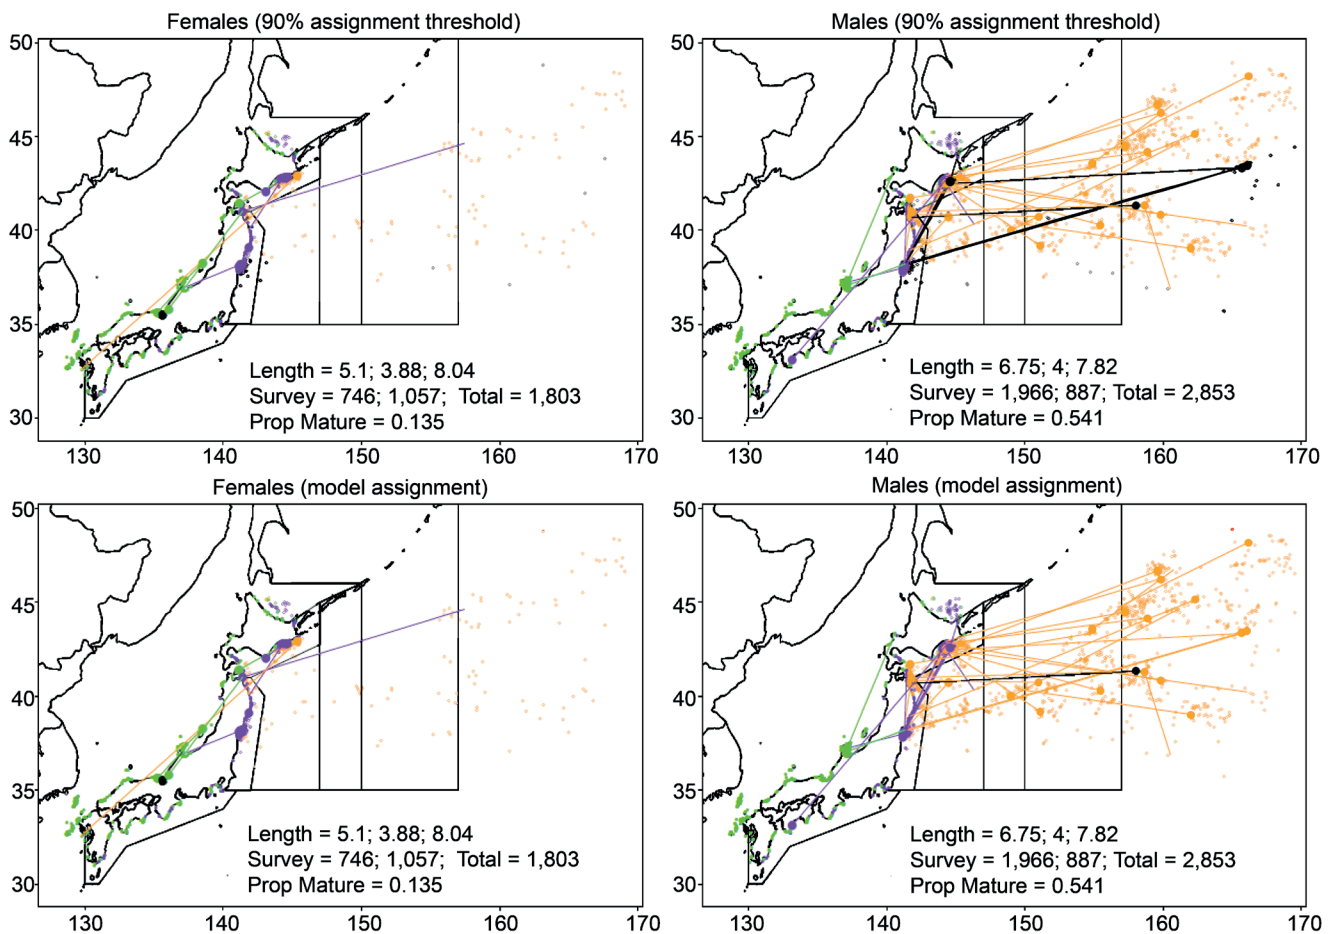 Females (90% assignment threshold)
50
45
40
35
30
130
140
150
160
170
Length = 5.1; 3.88; 8.04
Survey = 746; 1,057; Total = 1,803
Prop Mature = 0.135
Males (90% assignment threshold)
50
45
40
35
30
130
140
150
160
170
Length = 6.75; 4; 7.82
Survey = 1,966; 887; Total = 2,853
Prop Mature = 0.541
Females (model assignment)
50
45
40
35
30
130
140
150
160
170
Length = 5.1; 3.88; 8.04
Survey = 746; 1,057; Total = 1,803
Prop Mature = 0.135
Males (model assignment)
50
45
40
35
30
130
140
150
160
170
Length = 6.75; 4; 7.82
Survey = 1,966; 887; Total = 2,853
Prop Mature = 0.541